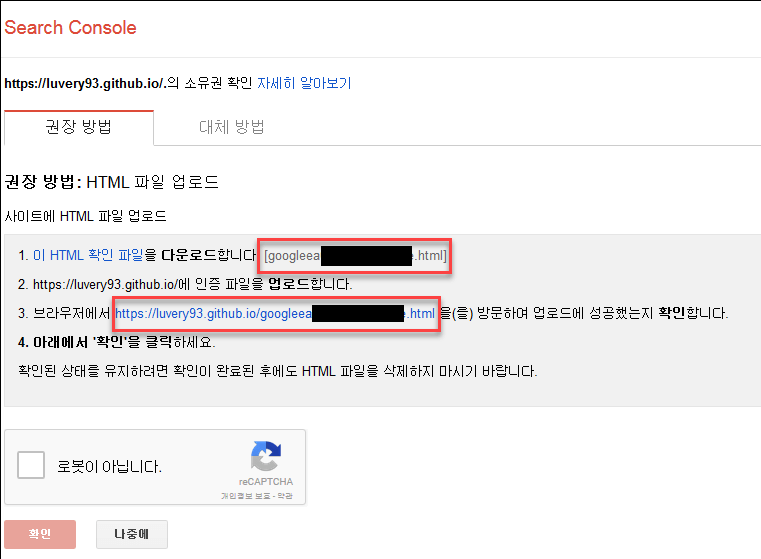 Search Console
https://luvery93.github.io/.의 소유권 확인 자세히 알아보기
권장 방법 대체 방법
권장 방법: HTML 파일 업로드
사이트에 HTML 파일 업로드
1. 이 HTML 확인 파일을 다운로드합니다. [googleea e.html]
2. https://luvery93.github.io/에 인증 파일을 업로드합니다.
3. 브라우저에서 https://luvery93.github.io/googleea e.html 을(를) 방문하여 업로드에 성공했는지 확인합니다.
4. 아래에서 '확인'을 클릭하세요.
확인된 상태를 유지하려면 확인이 완료된 후에도 HTML 파일을 삭제하지 마시기 바랍니다.
로봇이 아닙니다.
reCAPTCHA
개인정보 보호 - 약관
확인 나중에